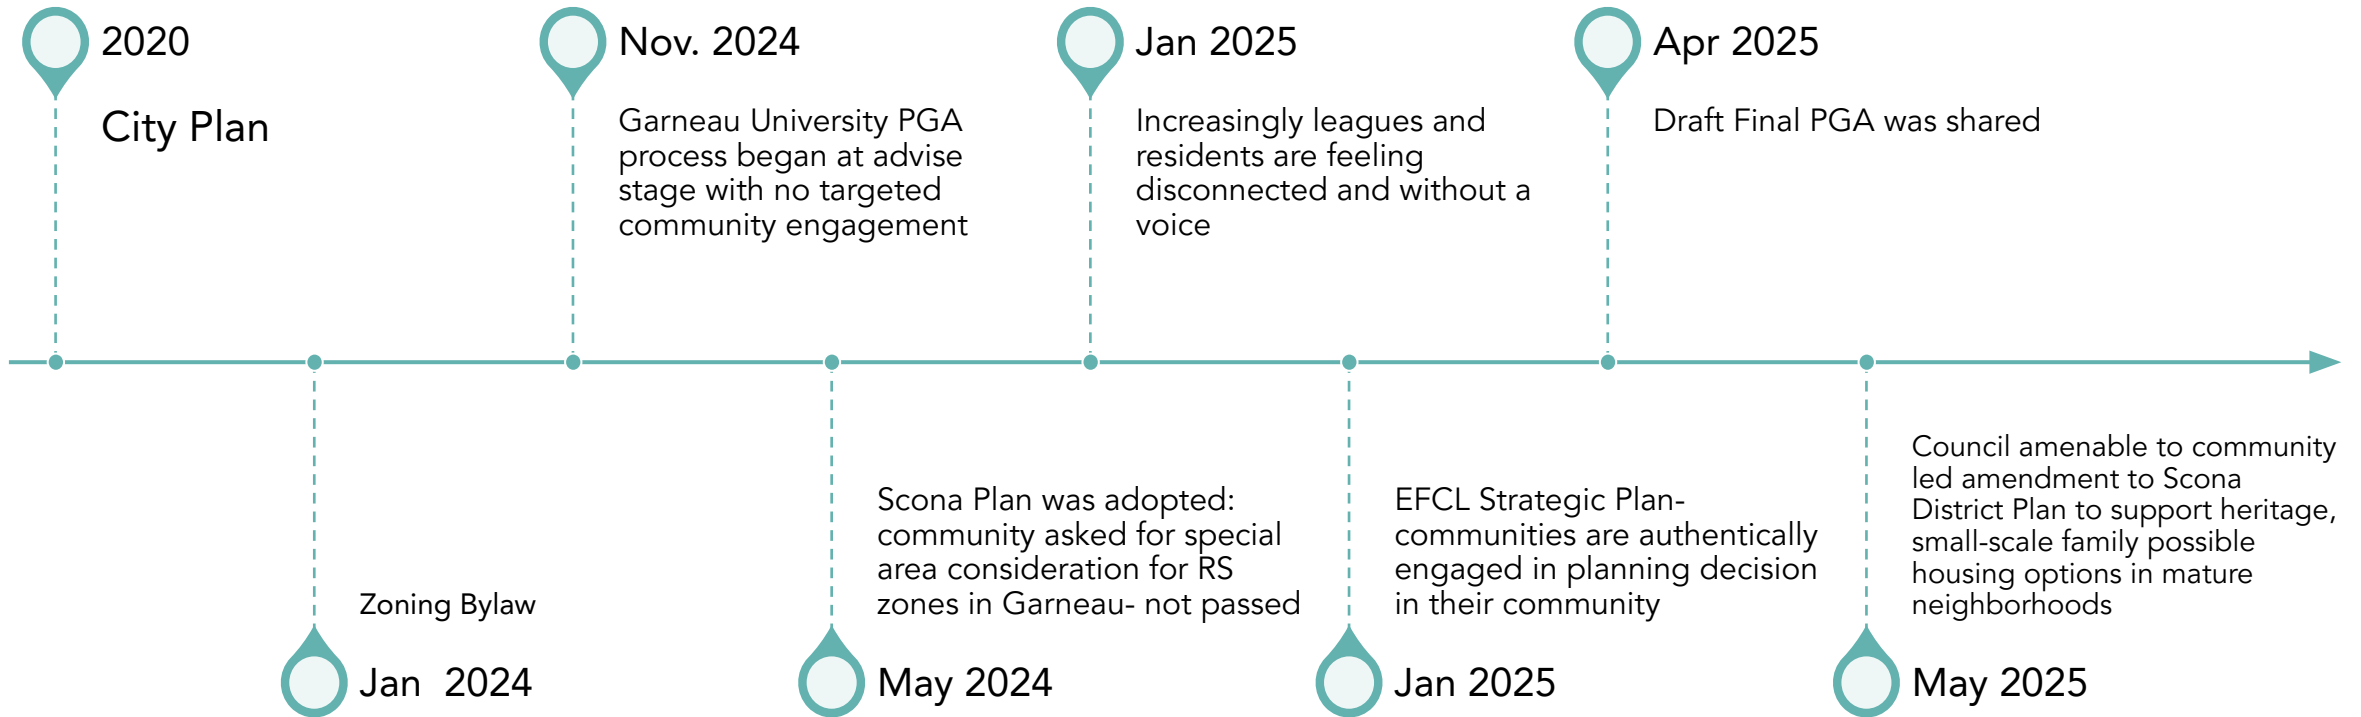 2020
City Plan
Nov. 2024
Garneau University PGA
process began at advise
stage with no targeted
community engagement
Jan 2025
Increasingly leagues and
residents are feeling
disconnected and without a
voice
Apr 2025
Draft Final PGA was shared
Zoning Bylaw
Jan 2024
Scona Plan was adopted:
community asked for special
area consideration for RS
zones in Garneau- not passed
May 2024
EFCL Strategic Plan-
communities are authentically
engaged in planning decision
in their community
Jan 2025
Council amenable to community
led amendment to Scona
District Plan to support heritage,
small-scale family possible
housing options in mature
neighborhoods
May 2025